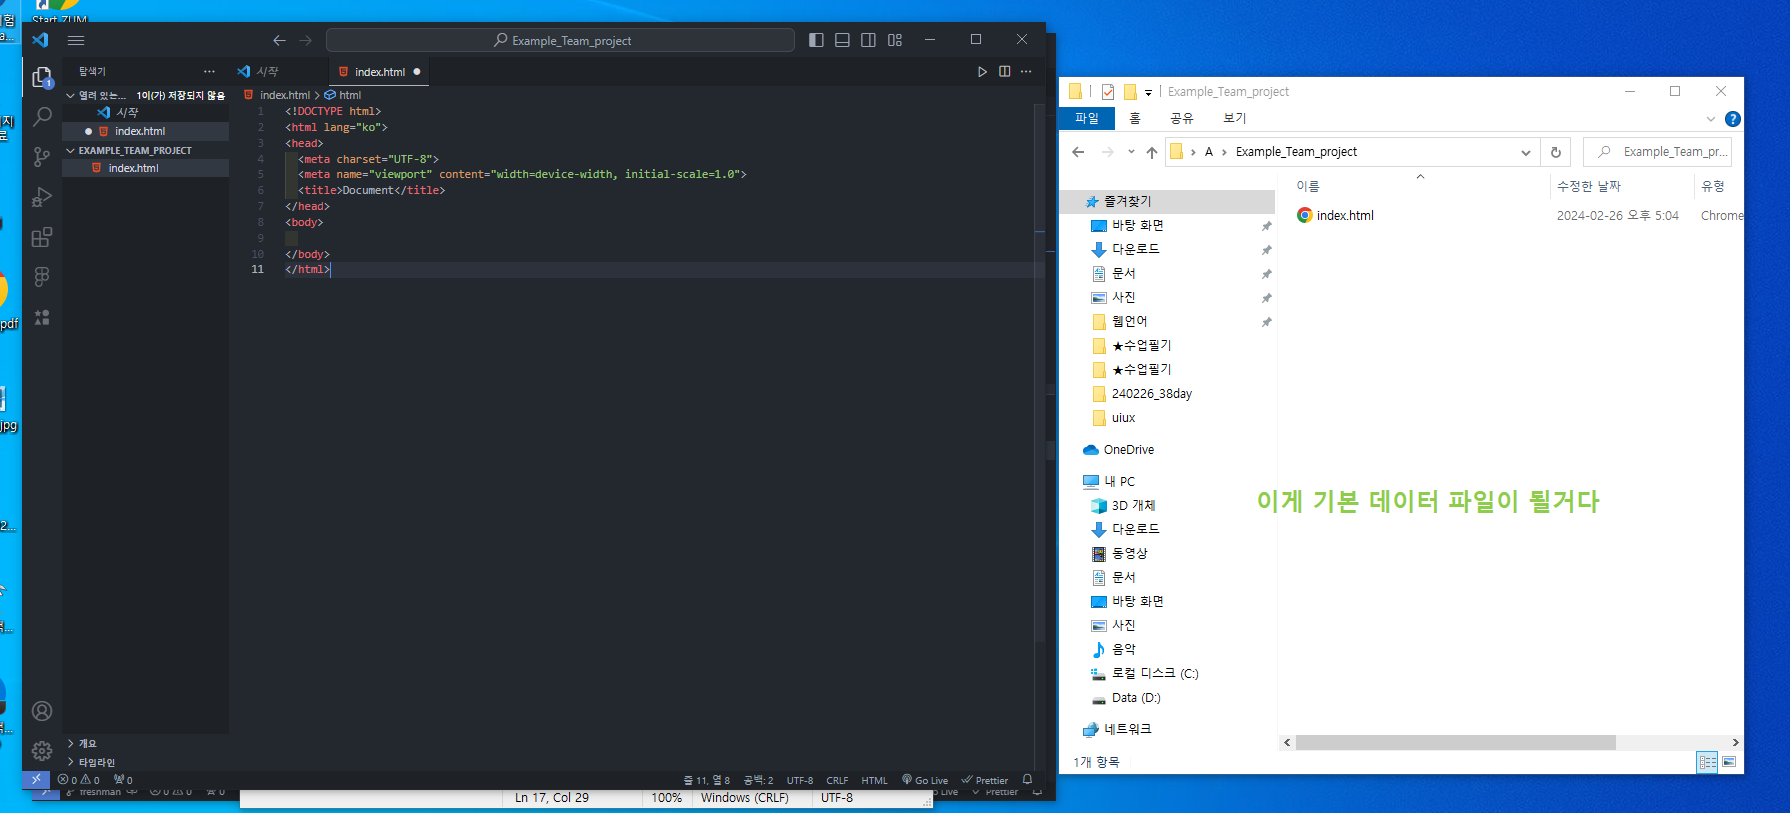 Start ZUM
Example_Team_project
탐색기
시작
index.html
열려 있는... 1이(가) 저장되지 않음
시작
index.html
EXAMPLE_TEAM_PROJECT
index.html
index.html > html
1 <!DOCTYPE html>
2 <html lang="ko">
3 <head>
4 <meta charset="UTF-8">
5 <meta name="viewport" content="width=device-width, initial-scale=1.0">
6 <title>Document</title>
7 </head>
8 <body>
9
10 </body>
11 </html>
개요
타임라인
0 0 0
줄 11, 열 8 공백: 2 UTF-8 CRLF HTML Go Live Prettier
freshman 0 0 0
Live Prettier
Ln 17, Col 29 100% Windows (CRLF) UTF-8
Example_Team_project
파일 홈 공유 보기
A > Example_Team_project
Example_Team_pr...
이름 수정한 날짜 유형
index.html 2024-02-26 오후 5:04 Chrome
즐겨찾기
바탕 화면
다운로드
문서
사진
웹언어
★수업필기
★수업필기
240226_38day
uiux
OneDrive
내 PC
3D 개체
다운로드
동영상
문서
바탕 화면
사진
음악
로컬 디스크 (C:)
Data (D:)
네트워크
이게 기본 데이터 파일이 될거다
1개 항목
.pdf
.jpg